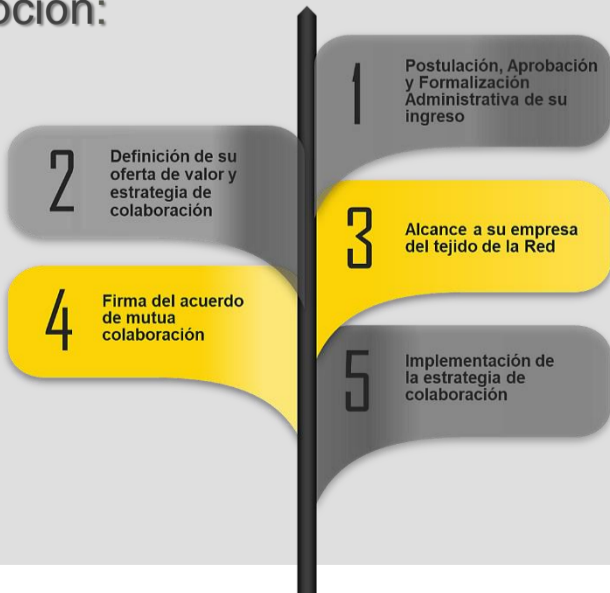 1
Postulación, Aprobación
y Formalización
Administrativa de su
ingreso
2
Definición de su
oferta de valor y
estrategia de
colaboración
3
Alcance a su empresa
del tejido de la Red
4
Firma del acuerdo
de mutua
colaboración
5
Implementación de
la estrategia de
colaboración